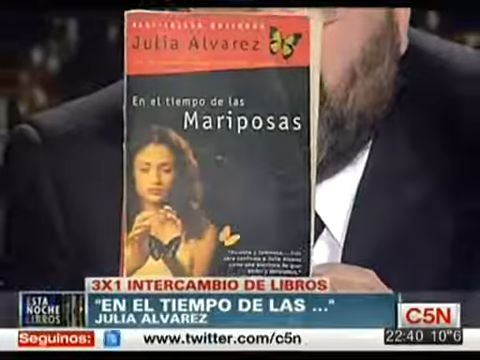 Julia Álvarez
En el tiempo de las
Mariposas
3X1 INTERCAMBIO DE LIBROS
ESTA
NOCHE
LIBROS
"EN EL TIEMPO DE LAS ..."
JULIA ALVAREZ
C5N
Seguinos:
www.twitter.com/c5n
22:40 10°6